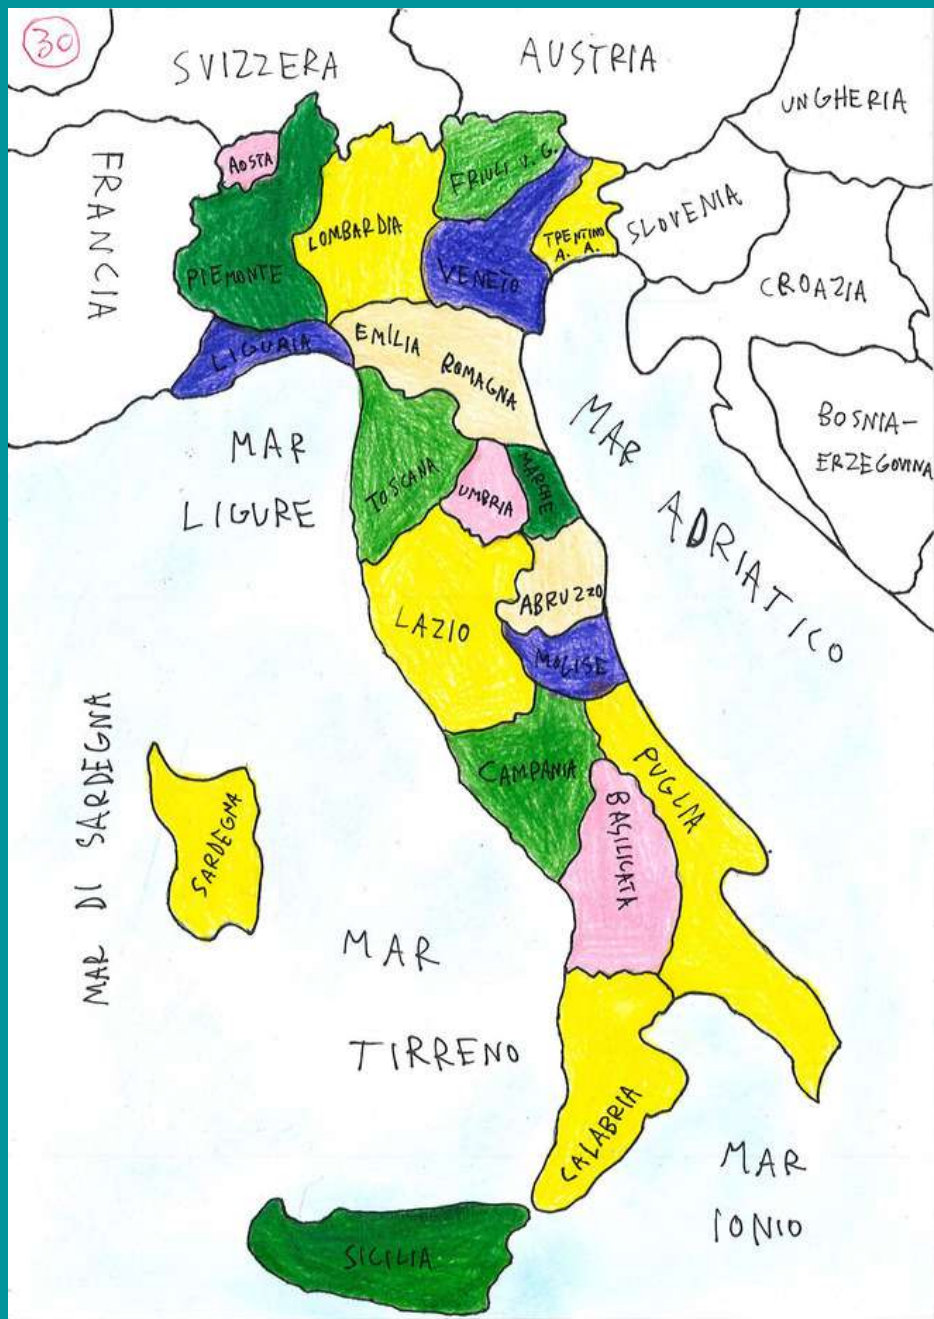 30
SVIZZERA
AUSTRIA
UNGHERIA
FRANCIA
AOSTA
FRIULI V. G.
LOMBARDIA
TRENTINO
A. A.
SLOVENIA
PIEMONTE
VENETO
CROAZIA
LIGURIA
EMILIA ROMAGNA
BOSNIA-
ERZEGOVINA
MAR
LIGURE
TOSCANA
UMBRIA
MARCHE
MAR
ADRIATICO
LAZIO
ABRUZZO
MOLISE
MAR DI SARDEGNA
SARDEGNA
CAMPANIA
PUGLIA
BASILICATA
MAR
TIRRENO
CALABRIA
MAR
IONIO
SICILIA